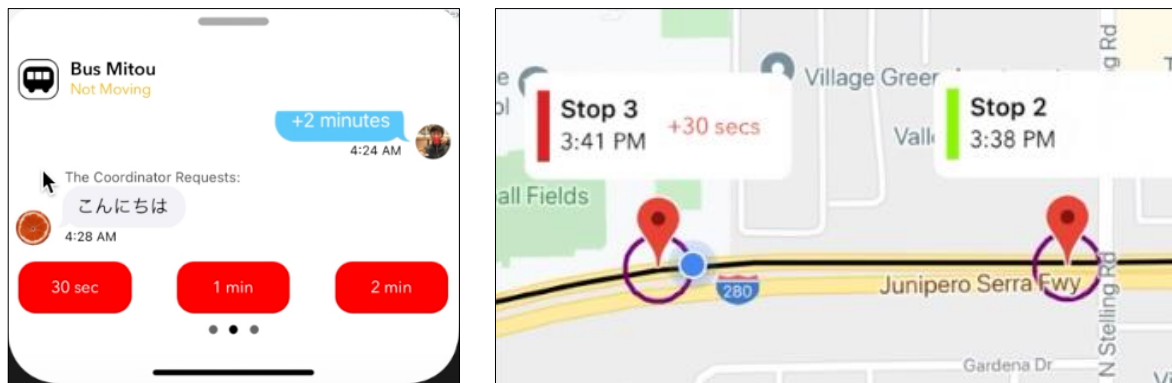 Bus Mitou
Not Moving
+2 minutes
4:24 AM
The Coordinator Requests:
こんにちは
4:28 AM
30 sec
1 min
2 min
Village Green
Stop 3
3:41 PM
+30 secs
Stop 2
3:38 PM
all Fields
280
Junipero Serra Fwy
N Stelling Rd
Gardena Dr